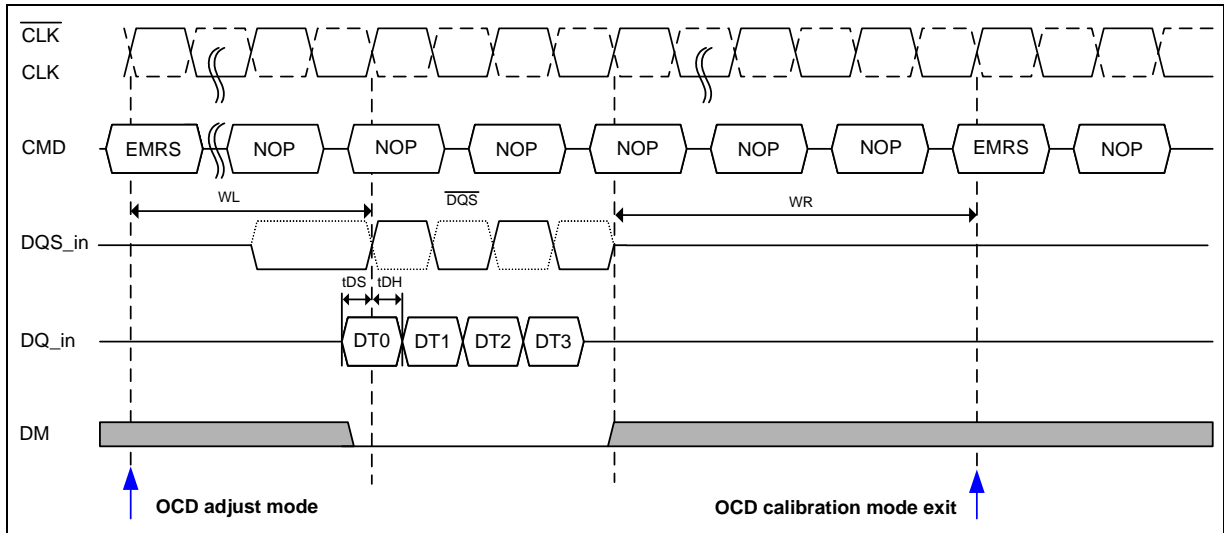 CLK
CLK
CMD EMRS NOP NOP NOP NOP NOP NOP EMRS NOP
WL DQS WR
DQS_in
tDS tDH
DQ_in DT0 DT1 DT2 DT3
DM
OCD adjust mode OCD calibration mode exit